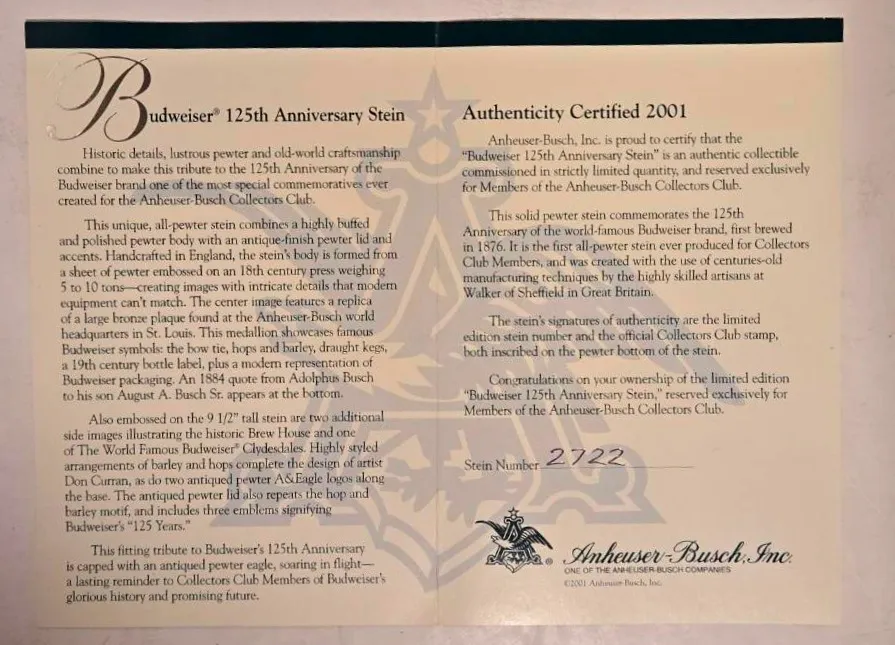 Budweiser® 125th Anniversary Stein
Historic details, lustrous pewter and old-world craftsmanship
combine to make this tribute to the 125th Anniversary of the
Budweiser brand one of the most special commemoratives ever
created for the Anheuser-Busch Collectors Club.
This unique, all-pewter stein combines a highly buffed
and polished pewter body with an antique-finish pewter lid and
accents. Handcrafted in England, the stein's body is formed from
a sheet of pewter embossed on an 18th century press weighing
5 to 10 tons—creating images with intricate details that modern
equipment can't match. The center image features a replica
of a large bronze plaque found at the Anheuser-Busch world
headquarters in St. Louis. This medallion showcases famous
Budweiser symbols: the bow tie, hops and barley, draught kegs,
a 19th century bottle label, plus a modern representation of
Budweiser packaging. An 1884 quote from Adolphus Busch
to his son August A. Busch Sr. appears at the bottom.
Also embossed on the 9 1/2" tall stein are two additional
side images illustrating the historic Brew House and one
of The World Famous Budweiser® Clydesdales. Highly styled
arrangements of barley and hops complete the design of artist
Don Curran, as do two antiqued pewter A&Eagle logos along
the base. The antiqued pewter lid also repeats the hop and
barley motif, and includes three emblems signifying
Budweiser's "125 Years."
This fitting tribute to Budweiser's 125th Anniversary
is capped with an antiqued pewter eagle, soaring in flight—
a lasting reminder to Collectors Club Members of Budweiser's
glorious history and promising future.
Authenticity Certified 2001
Anheuser-Busch, Inc. is proud to certify that the
"Budweiser 125th Anniversary Stein" is an authentic collectible
commissioned in strictly limited quantity, and reserved exclusively
for Members of the Anheuser-Busch Collectors Club.
This solid pewter stein commemorates the 125th
Anniversary of the world-famous Budweiser brand, first brewed
in 1876. It is the first all-pewter stein ever produced for Collectors
Club Members, and was created with the use of centuries-old
manufacturing techniques by the highly skilled artisans at
Walker of Sheffield in Great Britain.
The stein's signatures of authenticity are the limited
edition stein number and the official Collectors Club stamp,
both inscribed on the pewter bottom of the stein.
Congratulations on your ownership of the limited edition
"Budweiser 125th Anniversary Stein," reserved exclusively for
Members of the Anheuser-Busch Collectors Club.
Stein Number 2722
Anheuser-Busch, Inc.
ONE OF THE ANHEUSER-BUSCH COMPANIES
©2001 Anheuser-Busch, Inc.